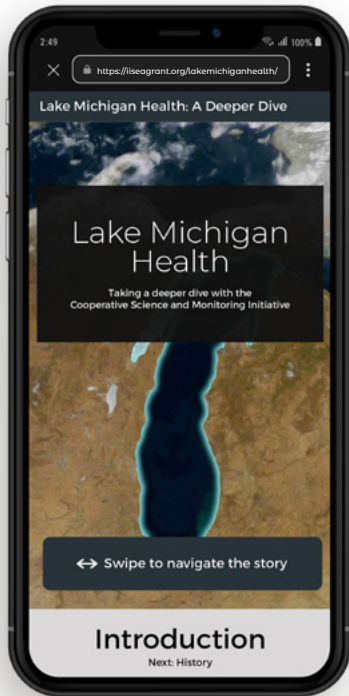 2:49
100%
https://iiseagrant.org/lakemichiganhealth/
Lake Michigan Health: A Deeper Dive
Lake Michigan
Health
Taking a deeper dive with the
Cooperative Science and Monitoring Initiative
Swipe to navigate the story
Introduction
Next: History